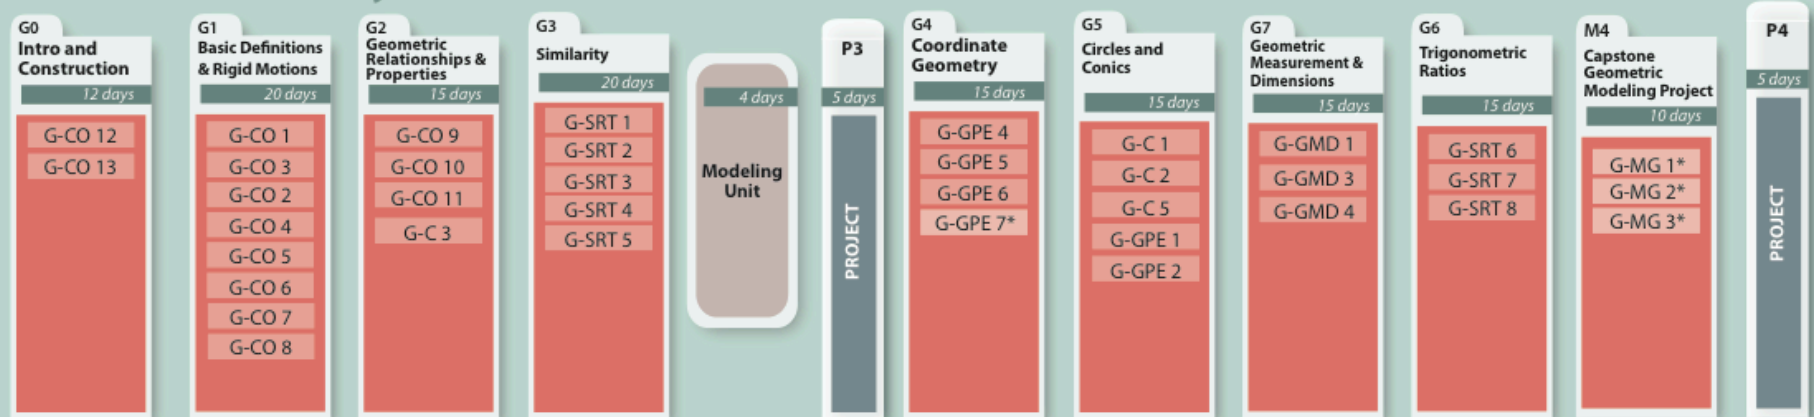 G0
Intro and
Construction
12 days
G-CO 12
G-CO 13
G1
Basic Definitions
& Rigid Motions
20 days
G-CO 1
G-CO 3
G-CO 2
G-CO 4
G-CO 5
G-CO 6
G-CO 7
G-CO 8
G2
Geometric
Relationships &
Properties
15 days
G-CO 9
G-CO 10
G-CO 11
G-C 3
G3
Similarity
20 days
G-SRT 1
G-SRT 2
G-SRT 3
G-SRT 4
G-SRT 5
4 days
Modeling
Unit
P3
5 days
PROJECT
G4
Coordinate
Geometry
15 days
G-GPE 4
G-GPE 5
G-GPE 6
G-GPE 7*
G5
Circles and
Conics
15 days
G-C 1
G-C 2
G-C 5
G-GPE 1
G-GPE 2
G7
Geometric
Measurement &
Dimensions
15 days
G-GMD 1
G-GMD 3
G-GMD 4
G6
Trigonometric
Ratios
15 days
G-SRT 6
G-SRT 7
G-SRT 8
M4
Capstone
Geometric
Modeling Project
10 days
G-MG 1*
G-MG 2*
G-MG 3*
P4
5 days
PROJECT